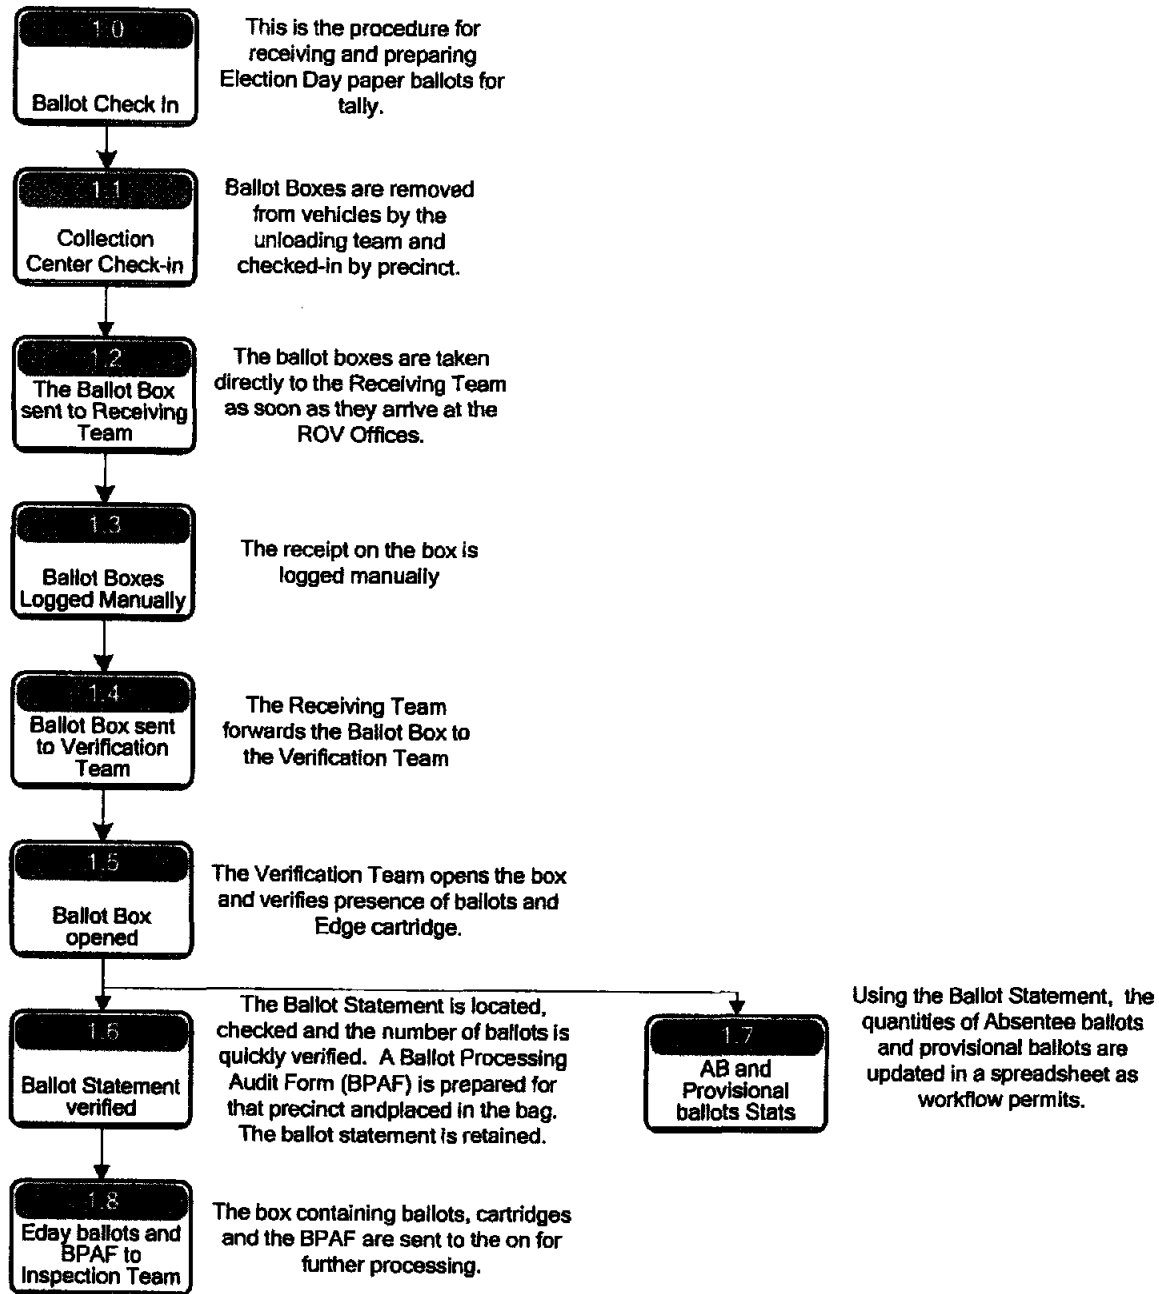 1.0
Ballot Check In
This is the procedure for
receiving and preparing
Election Day paper ballots for
tally.
1.1
Collection
Center Check-in
Ballot Boxes are removed
from vehicles by the
unloading team and
checked-in by precinct.
1.2
The Ballot Box
sent to Receiving
Team
The ballot boxes are taken
directly to the Receiving Team
as soon as they arrive at the
ROV Offices.
1.3
Ballot Boxes
Logged Manually
The receipt on the box is
logged manually
1.4
Ballot Box sent
to Verification
Team
The Receiving Team
forwards the Ballot Box to
the Verification Team
1.5
Ballot Box
opened
The Verification Team opens the box
and verifies presence of ballots and
Edge cartridge.
1.6
Ballot Statement
verified
The Ballot Statement is located,
checked and the number of ballots is
quickly verified. A Ballot Processing
Audit Form (BPAF) is prepared for
that precinct andplaced in the bag.
The ballot statement is retained.
1.7
AB and
Provisional
ballots Stats
Using the Ballot Statement, the
quantities of Absentee ballots
and provisional ballots are
updated in a spreadsheet as
workflow permits.
1.8
Eday ballots and
BPAF to
Inspection Team
The box containing ballots, cartridges
and the BPAF are sent to the on for
further processing.